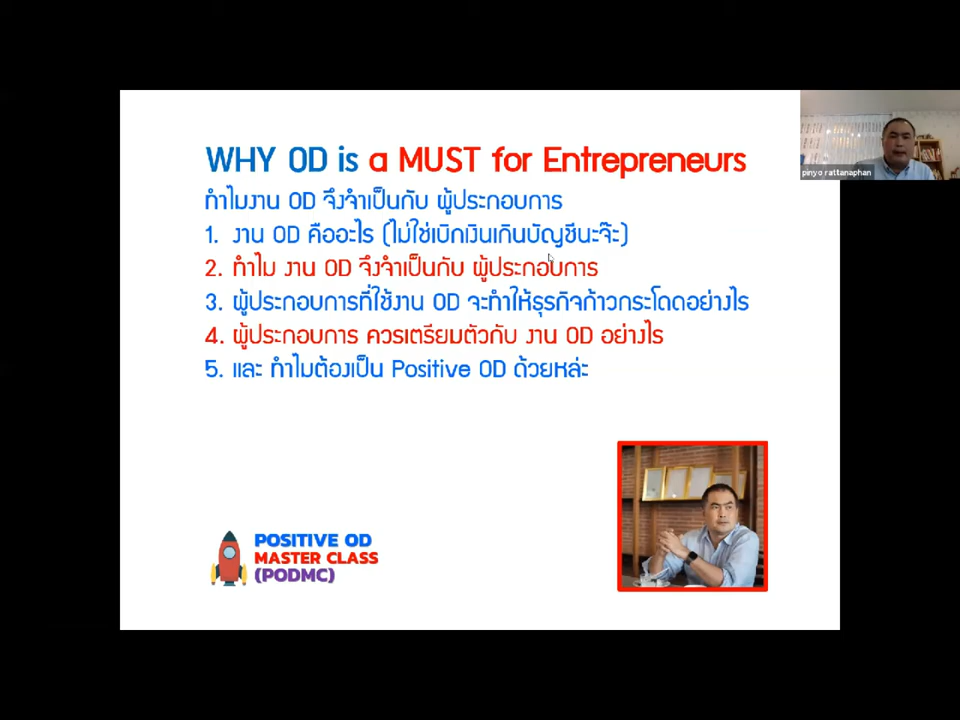 WHY OD is a MUST for Entrepreneurs
ทำไมงาน OD จึงจำเป็นกับ ผู้ประกอบการ
1. งาน OD คืออะไร (ไม่ใช่เบิกเงินเกินบัญชีนะจ๊ะ)
2. ทำไม งาน OD จึงจำเป็นกับ ผู้ประกอบการ
3. ผู้ประกอบการที่ใช้งาน OD จะทำให้ธุรกิจก้าวกระโดดอย่างไร
4. ผู้ประกอบการ ควรเตรียมตัวกับ งาน OD อย่างไร
5. และ ทำไมต้องเป็น Positive OD ด้วยหล่ะ
POSITIVE OD
MASTER CLASS
(PODMC)
pinyo rattanaphan